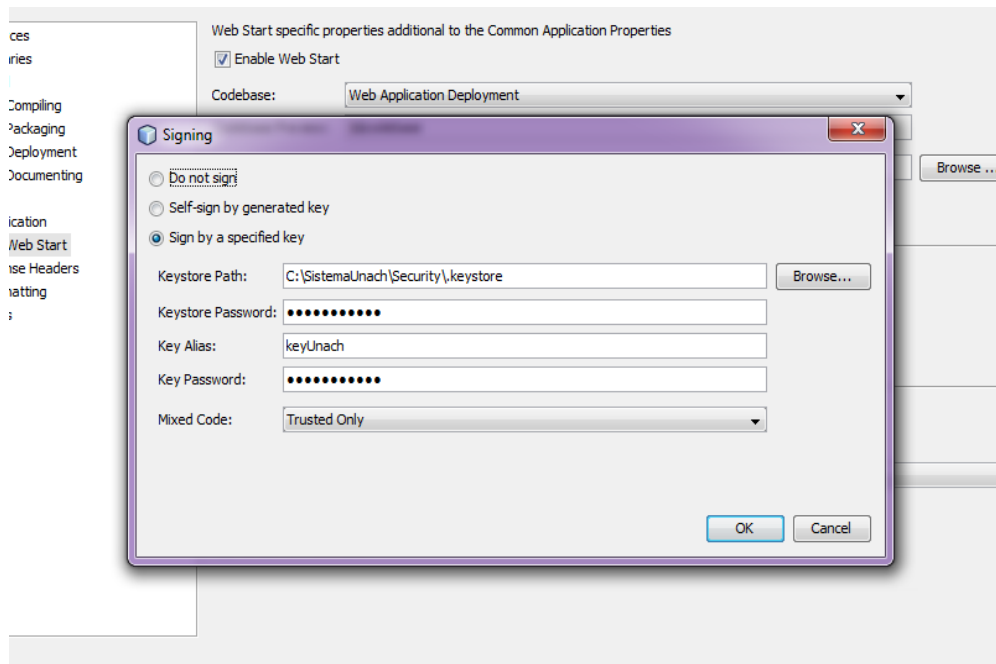 Web Start specific properties additional to the Common Application Properties
Enable Web Start
Codebase: Web Application Deployment
Browse ...
ces
ries
Compiling
Packaging
Deployment
Documenting
ication
Web Start
nse Headers
natting
s
Signing
Do not sign
Self-sign by generated key
Sign by a specified key
Keystore Path: C:\SistemaUnach\Security\.keystore Browse...
Keystore Password: •••••••••••
Key Alias: keyUnach
Key Password: •••••••••••
Mixed Code: Trusted Only
OK Cancel